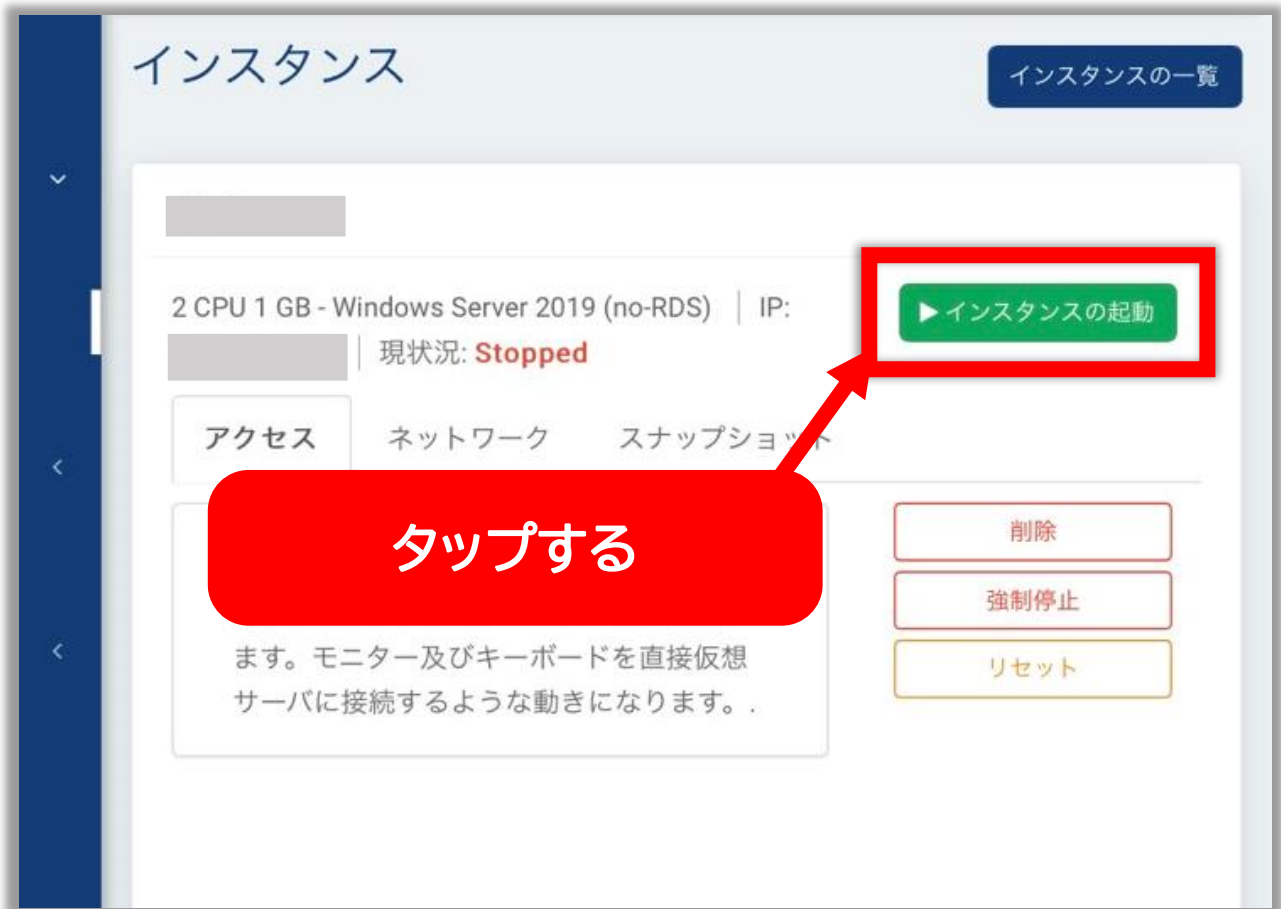 インスタンス
インスタンスの一覧
2 CPU 1 GB - Windows Server 2019 (no-RDS) | IP:
▶インスタンスの起動
現状況: Stopped
アクセス
ネットワーク
スナップショット
タップする
ます。モニター及びキーボードを直接仮想
サーバに接続するような動きになります。.
削除
強制停止
リセット